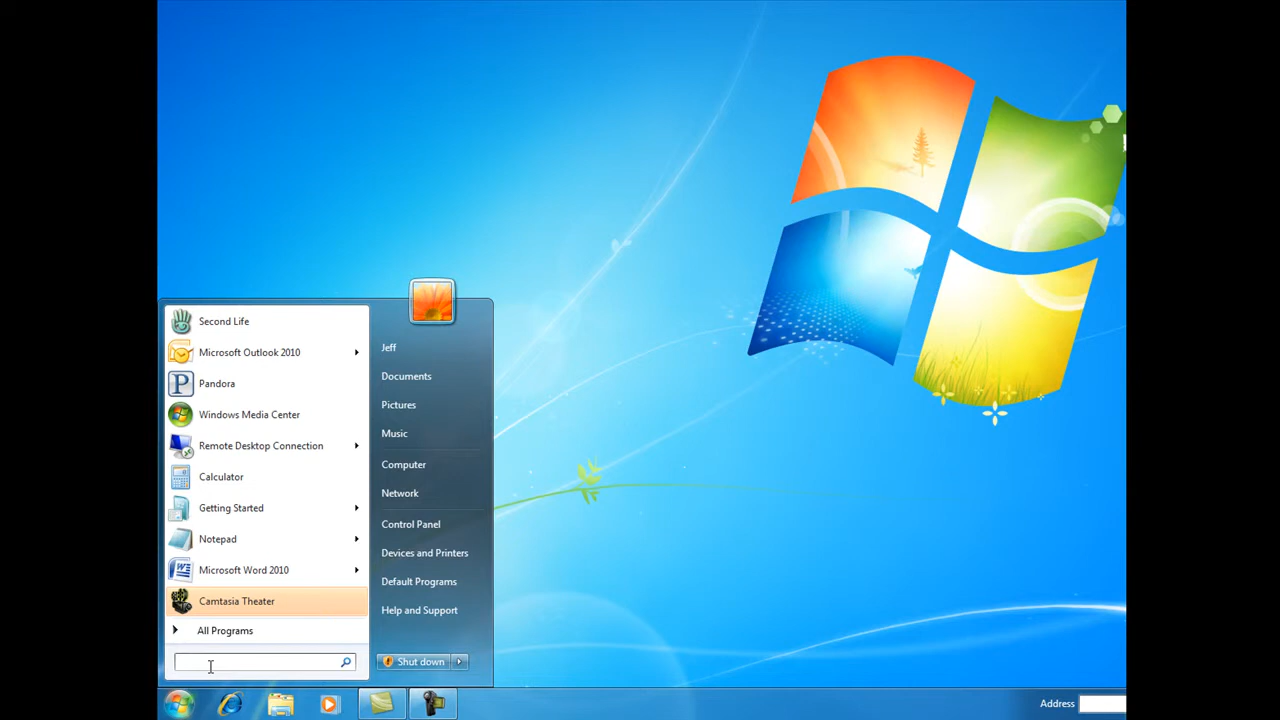 Second Life
Microsoft Outlook 2010
Pandora
Windows Media Center
Remote Desktop Connection
Calculator
Getting Started
Notepad
Microsoft Word 2010
Camtasia Theater
All Programs
Jeff
Documents
Pictures
Music
Computer
Network
Control Panel
Devices and Printers
Default Programs
Help and Support
Shut down
Address